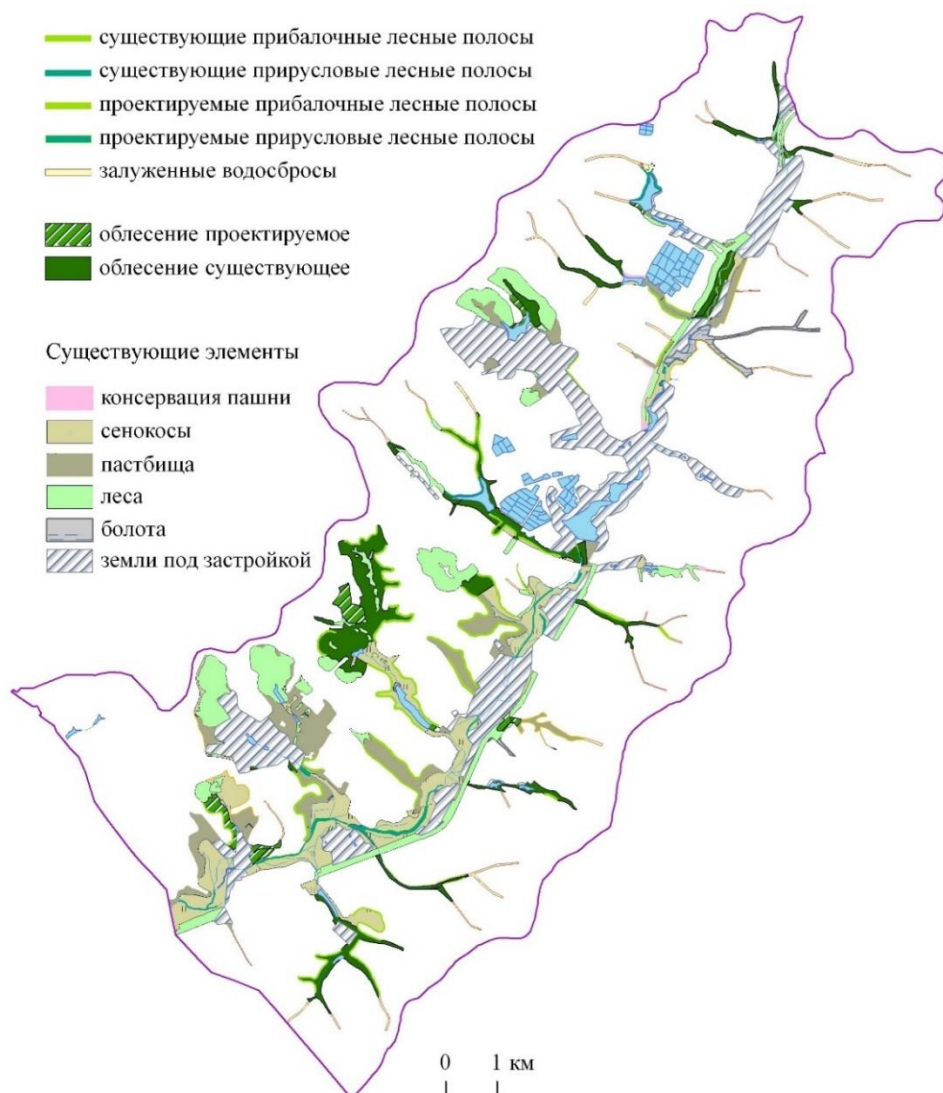 существующие прибалочные лесные полосы
существующие прирусловые лесные полосы
проектируемые прибалочные лесные полосы
проектируемые прирусловые лесные полосы
залуженные водосбросы
облесение проектируемое
облесение существующее
Существующие элементы
консервация пашни
сенокосы
пастбища
леса
болота
земли под застройкой
0 1 км